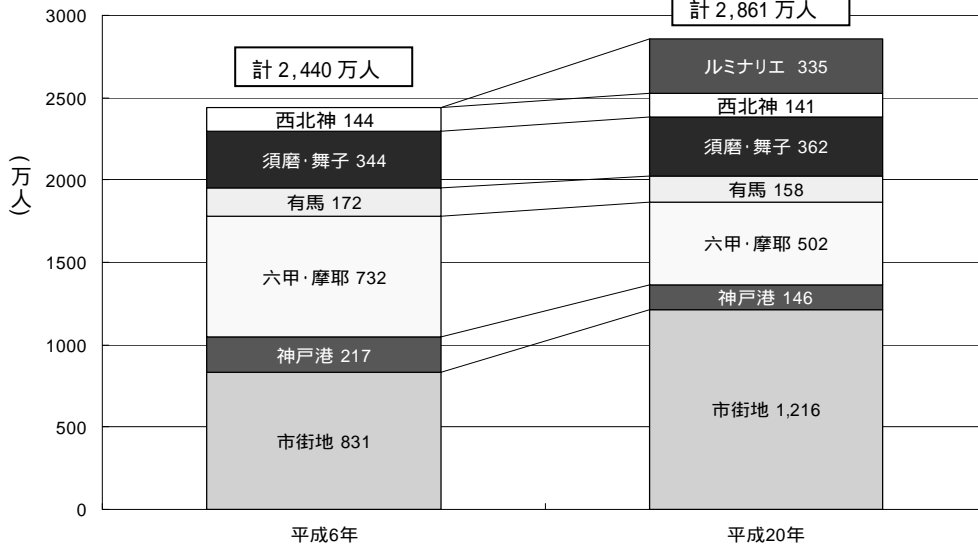 計 2,861 万人
計 2,440 万人
3000
2500
2000
1500
1000
500
0
(万人)
西北神 144
須磨・舞子 344
有馬 172
六甲・摩耶 732
神戸港 217
市街地 831
ルミナリエ 335
西北神 141
須磨・舞子 362
有馬 158
六甲・摩耶 502
神戸港 146
市街地 1,216
平成6年
平成20年